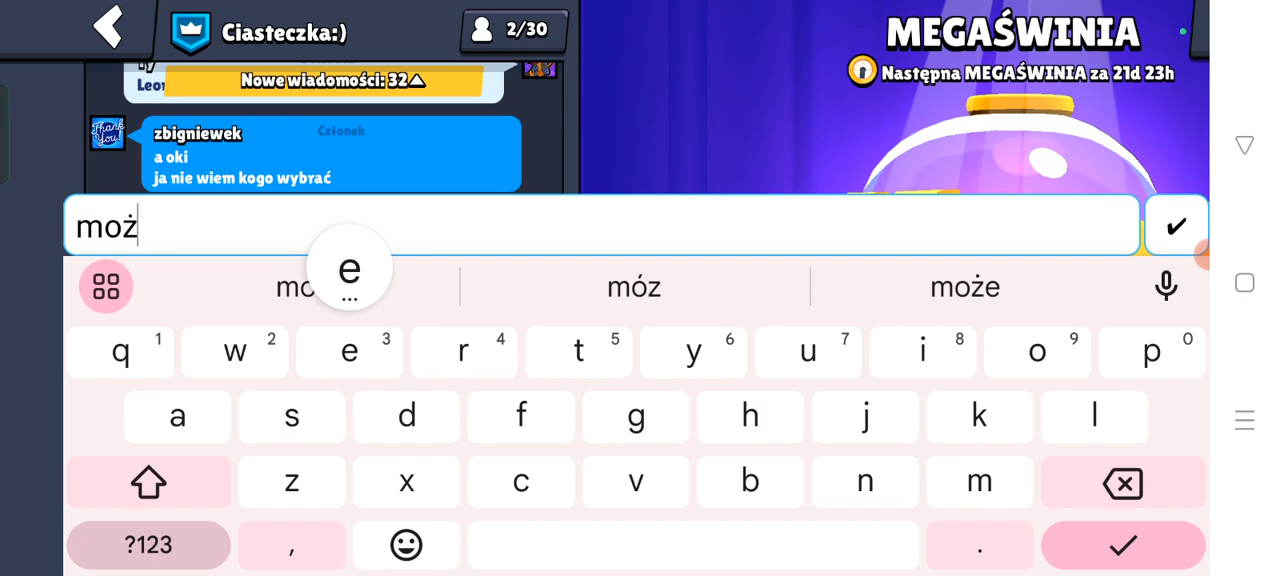 Ciasteczka:)
2/30
MEGAŚWINIA
Następna MEGAŚWINIA za 21d 23h
Nowe wiadomości: 32
zbigniewek
Członek
a oki
ja nie wiem kogo wybrać
moż
e
...
móz
może
q 1 w 2 e 3 r 4 t 5 y 6 u 7 i 8 o 9 p 0
a s d f g h j k l
z x c v b n m
?123 , .